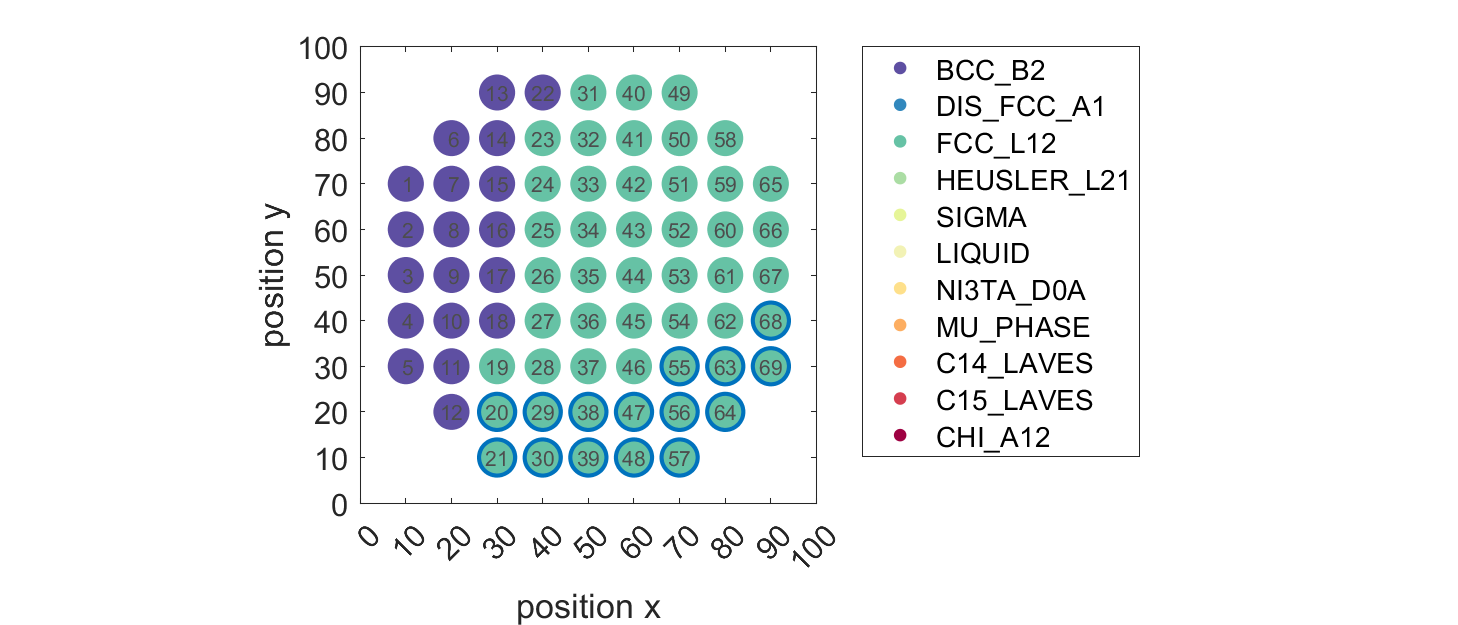 100
90
80
70
60
50
40
30
20
10
0
position y
13 22 31 40 49
6 14 23 32 41 50 58
1 7 15 24 33 42 51 59 65
2 8 16 25 34 43 52 60 66
3 9 17 26 35 44 53 61 67
4 10 18 27 36 45 54 62 68
5 11 19 28 37 46 55 63 69
12 20 29 38 47 56 64
21 30 39 48 57
0 10 20 30 40 50 60 70 80 90 100
position x
BCC_B2
DIS_FCC_A1
FCC_L12
HEUSLER_L21
SIGMA
LIQUID
NI3TA_D0A
MU_PHASE
C14_LAVES
C15_LAVES
CHI_A12